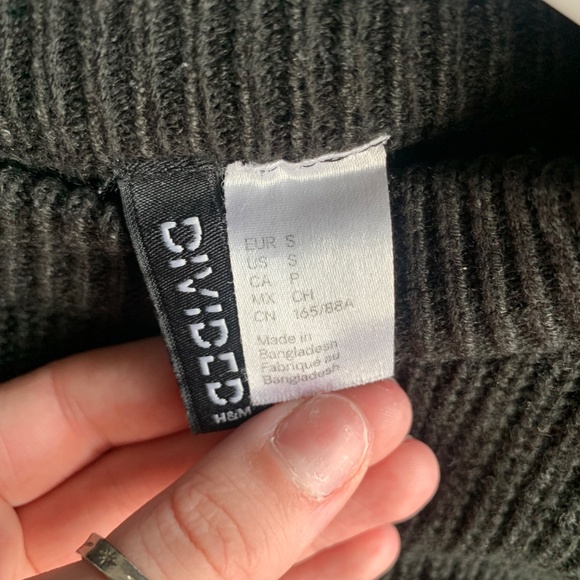 DIVIDED
H&M
EUR S
US S
CA P
MX CH
CN 165/88A
Made in
Bangladesh
Fabriqué au
Bangladesh